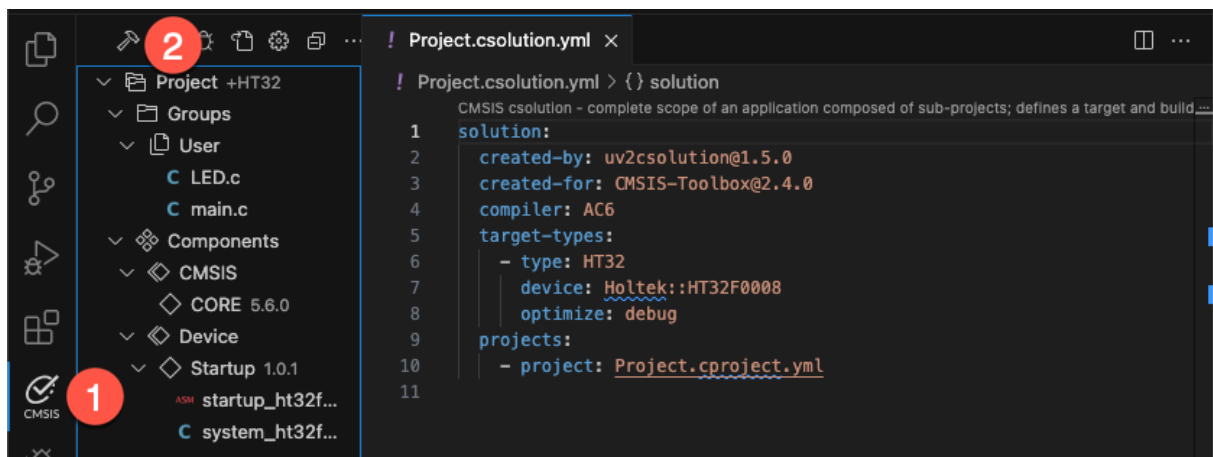 2
Project +HT32
Groups
User
C LED.c
C main.c
Components
CMSIS
CORE 5.6.0
Device
Startup 1.0.1
ASM startup_ht32f...
C system_ht32f...
CMSIS
1
! Project.csolution.yml ×
! Project.csolution.yml > {} solution
CMSIS csolution - complete scope of an application composed of sub-projects; defines a target and build
1 solution:
2 created-by: uv2csolution@1.5.0
3 created-for: CMSIS-Toolbox@2.4.0
4 compiler: AC6
5 target-types:
6 - type: HT32
7 device: Holtek::HT32F0008
8 optimize: debug
9 projects:
10 - project: Project.cproject.yml
11